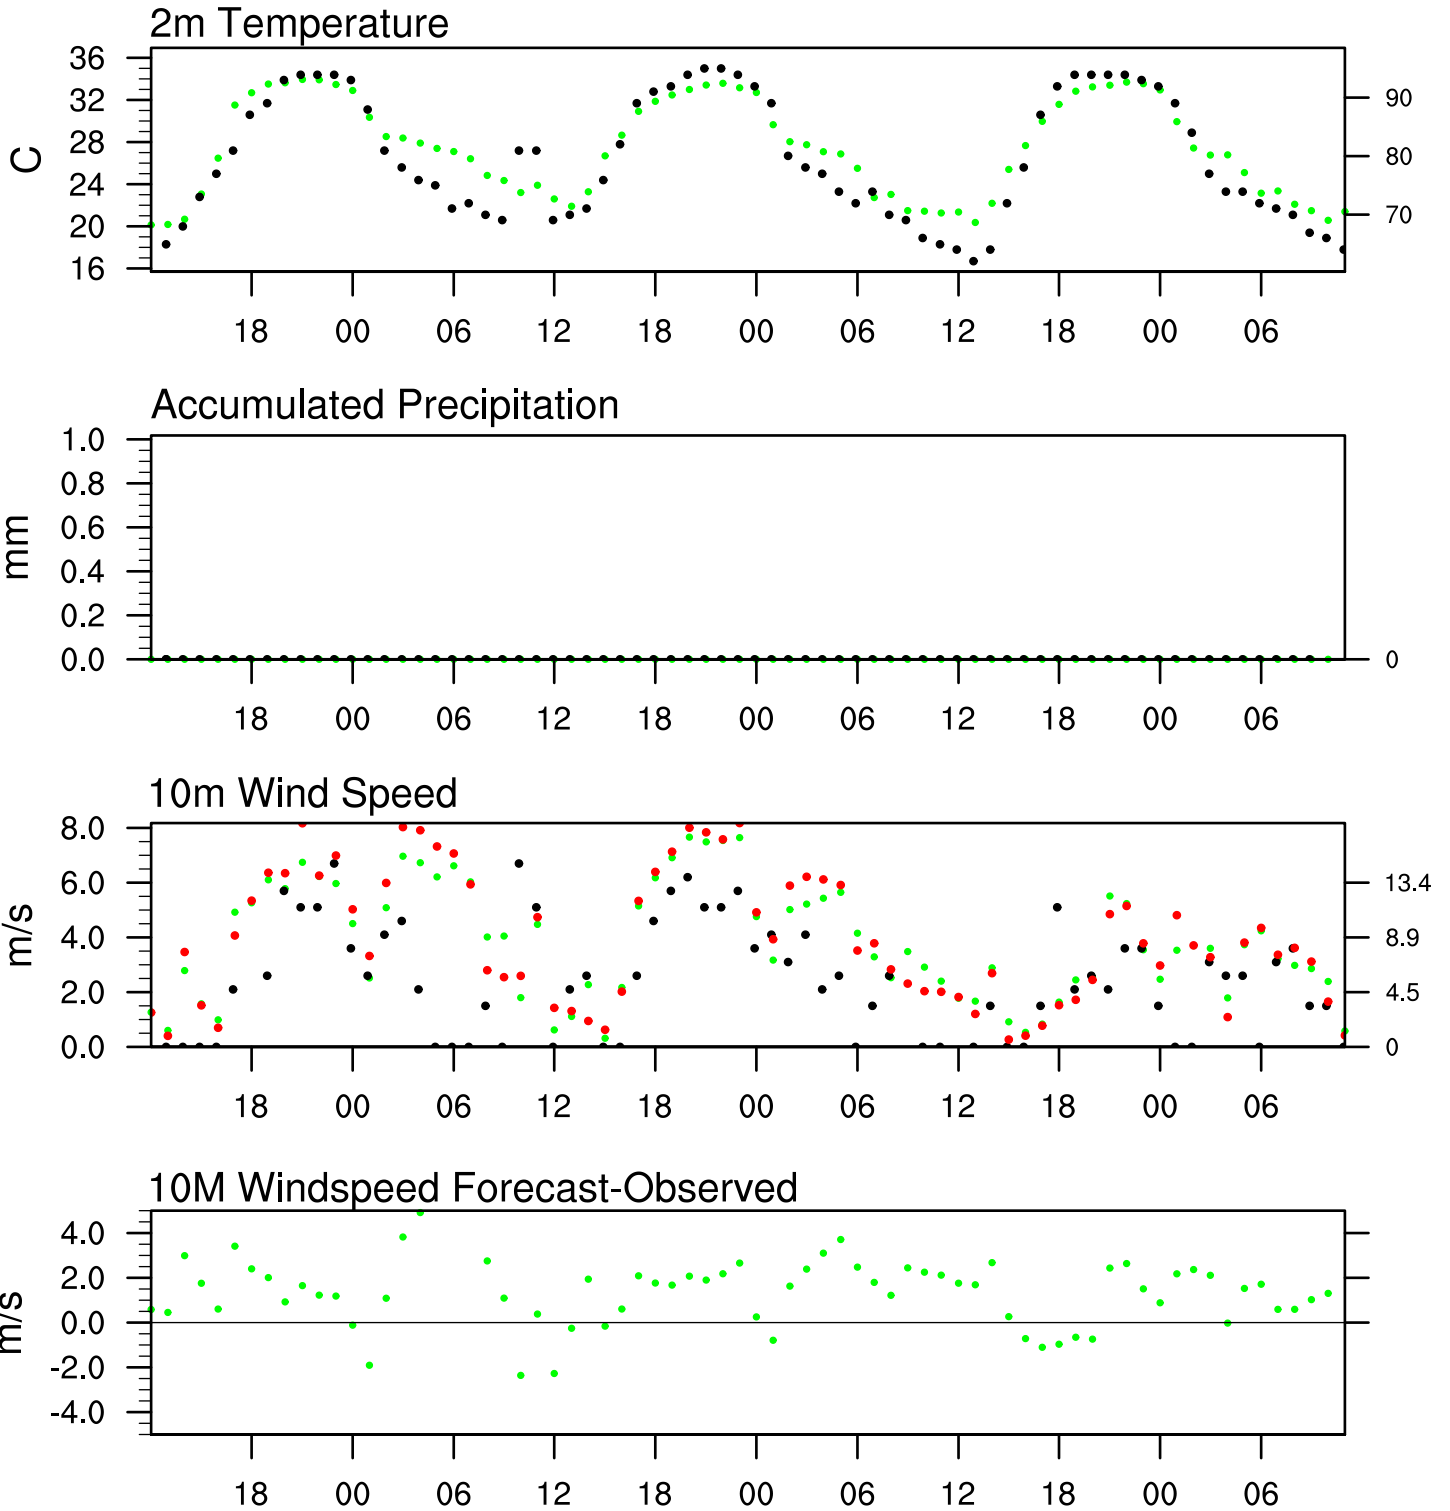 2m Temperature
36
32
28
24
20
16
C
90
80
70
18 00 06 12 18 00 06 12 18 00 06
Accumulated Precipitation
1.0
0.8
0.6
0.4
0.2
0.0
mm
0
18 00 06 12 18 00 06 12 18 00 06
10m Wind Speed
8.0
6.0
4.0
2.0
0.0
m/s
13.4
8.9
4.5
0
18 00 06 12 18 00 06 12 18 00 06
10M Windspeed Forecast-Observed
4.0
2.0
0.0
-2.0
-4.0
m/s
18 00 06 12 18 00 06 12 18 00 06